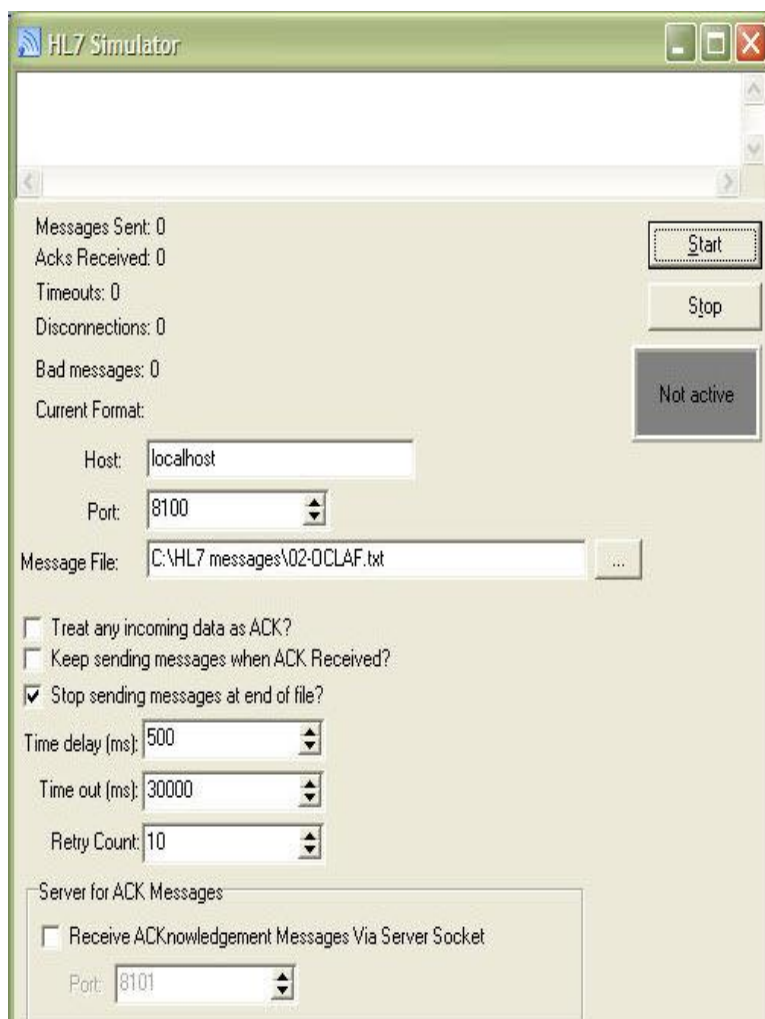 HL7 Simulator
Messages Sent: 0
Acks Received: 0
Timeouts: 0
Disconnections: 0
Bad messages: 0
Current Format:
Start
Stop
Not active
Host: localhost
Port: 8100
Message File: C:\HL7 messages\02-OCLAF.txt ...
Treat any incoming data as ACK?
Keep sending messages when ACK Received?
Stop sending messages at end of file?
Time delay (ms): 500
Time out (ms): 30000
Retry Count: 10
Server for ACK Messages
Receive ACKnowledgement Messages Via Server Socket
Port: 8101